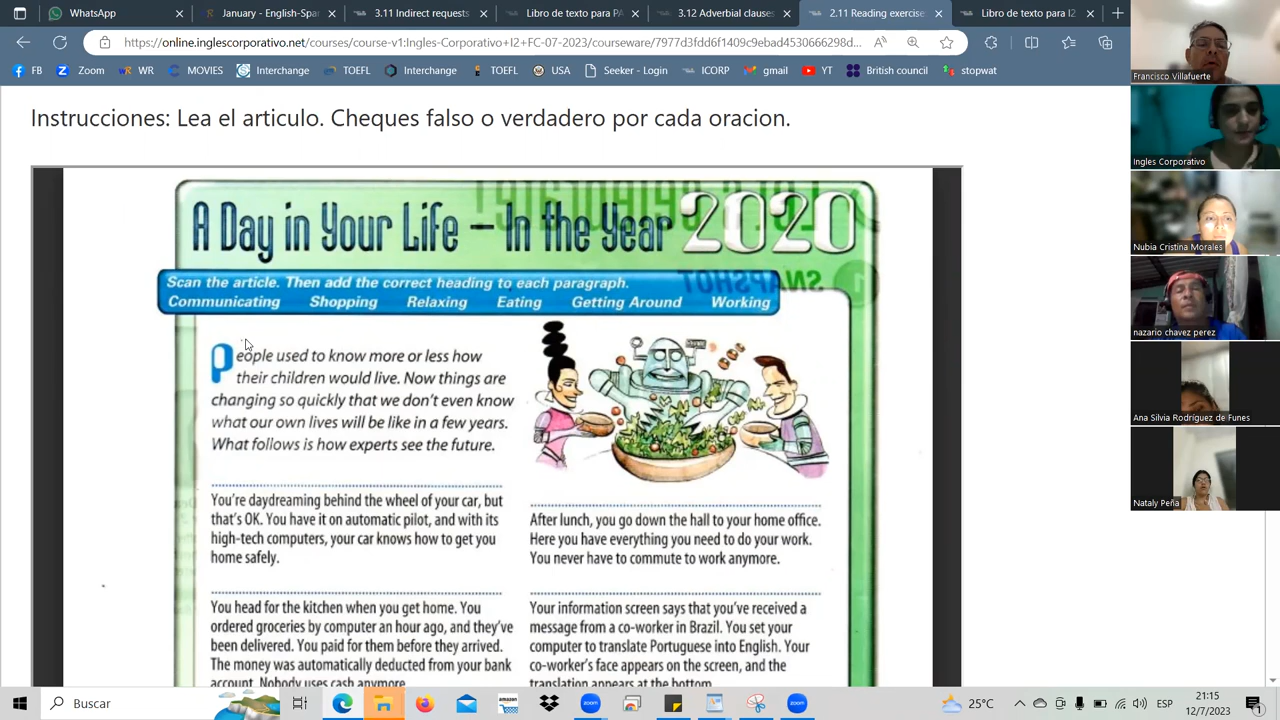 WhatsApp
January - English-Spar
3.11 Indirect requests
Libro de texto para PA
3.12 Adverbial clauses
2.11 Reading exercise
Libro de texto para I2
https://online.inglescorporativo.net/courses/course-v1:Ingles-Corporativo+I2+FC-07-2023/courseware/7977d3fdd6f1409c9ebad4530666298d...
FB
Zoom
WR
MOVIES
Interchange
TOEFL
Interchange
TOEFL
USA
Seeker - Login
ICORP
gmail
YT
British council
stopwat
Instrucciones: Lea el articulo. Cheques falso o verdadero por cada oracion.
A Day in Your Life – In the Year 2020
Scan the article. Then add the correct heading to each paragraph.
Communicating Shopping Relaxing Eating Getting Around Working
People used to know more or less how
their children would live. Now things are
changing so quickly that we don't even know
what our own lives will be like in a few years.
What follows is how experts see the future.
You're daydreaming behind the wheel of your car, but
that's OK. You have it on automatic pilot, and with its
high-tech computers, your car knows how to get you
home safely.
You head for the kitchen when you get home. You
ordered groceries by computer an hour ago, and they've
been delivered. You paid for them before they arrived.
The money was automatically deducted from your bank
account. Nobody uses cash anymore.
After lunch, you go down the hall to your home office.
Here you have everything you need to do your work.
You never have to commute to work anymore.
Your information screen says that you've received a
message from a co-worker in Brazil. You set your
computer to translate Portuguese into English. Your
co-worker's face appears on the screen, and the
translation appears at the bottom.
Francisco Villafuerte
Ingles Corporativo
Nubia Cristina Morales
nazario chavez perez
Ana Silvia Rodríguez de Funes
Nataly Peña
Buscar
25°C
ESP
21:15
12/7/2023
1